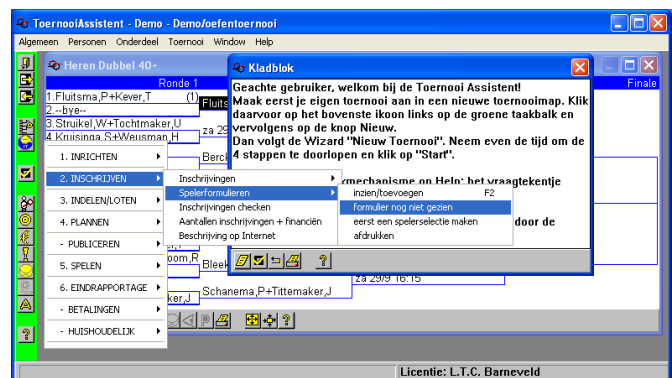 ToernooiAssistent - Demo - Demo/oefentoernooi
Algemeen Personen Onderdeel Toernooi Window Help
Heren Dubbel 40+
Kladblok
Ronde 1
Finale
1.Fluitsma,P+Kever,T (1)
2.--bye--
3.Struikel,W+Tochtmaker,U
4.Kruisinga,S+Weusman,H
Fluits
za 29
Berck
Geachte gebruiker, welkom bij de Toernooi Assistent!
Maak eerst je eigen toernooi aan in een nieuwe toernooimap. Klik
daarvoor op het bovenste ikoon links op de groene taakbalk en
vervolgens op de knop Nieuw.
Dan volgt de Wizard "Nieuw Toernooi". Neem even de tijd om de
4 stappen te doorlopen en klik op "Start".
kmechanisme op Help: het vraagtekentje
door de
1. INRICHTEN
2. INSCHRIJVEN
3. INDELEN/LOTEN
4. PLANNEN
- PUBLICEREN
5. SPELEN
6. EINDRAPPORTAGE
- BETALINGEN
- HUISHOUDELIJK
Inschrijvingen
Spelerformulieren
Inschrijvingen checken
Aantallen inschrijvingen + financiën
Beschrijving op Internet
inzien/toevoegen F2
formulier nog niet gezien
eerst een spelerselectie maken
afdrukken
oom,R
Bleek
za 29/9 16:15
ker,J
Schanema,P+Tittemaker,J
Licentie: L.T.C. Barneveld